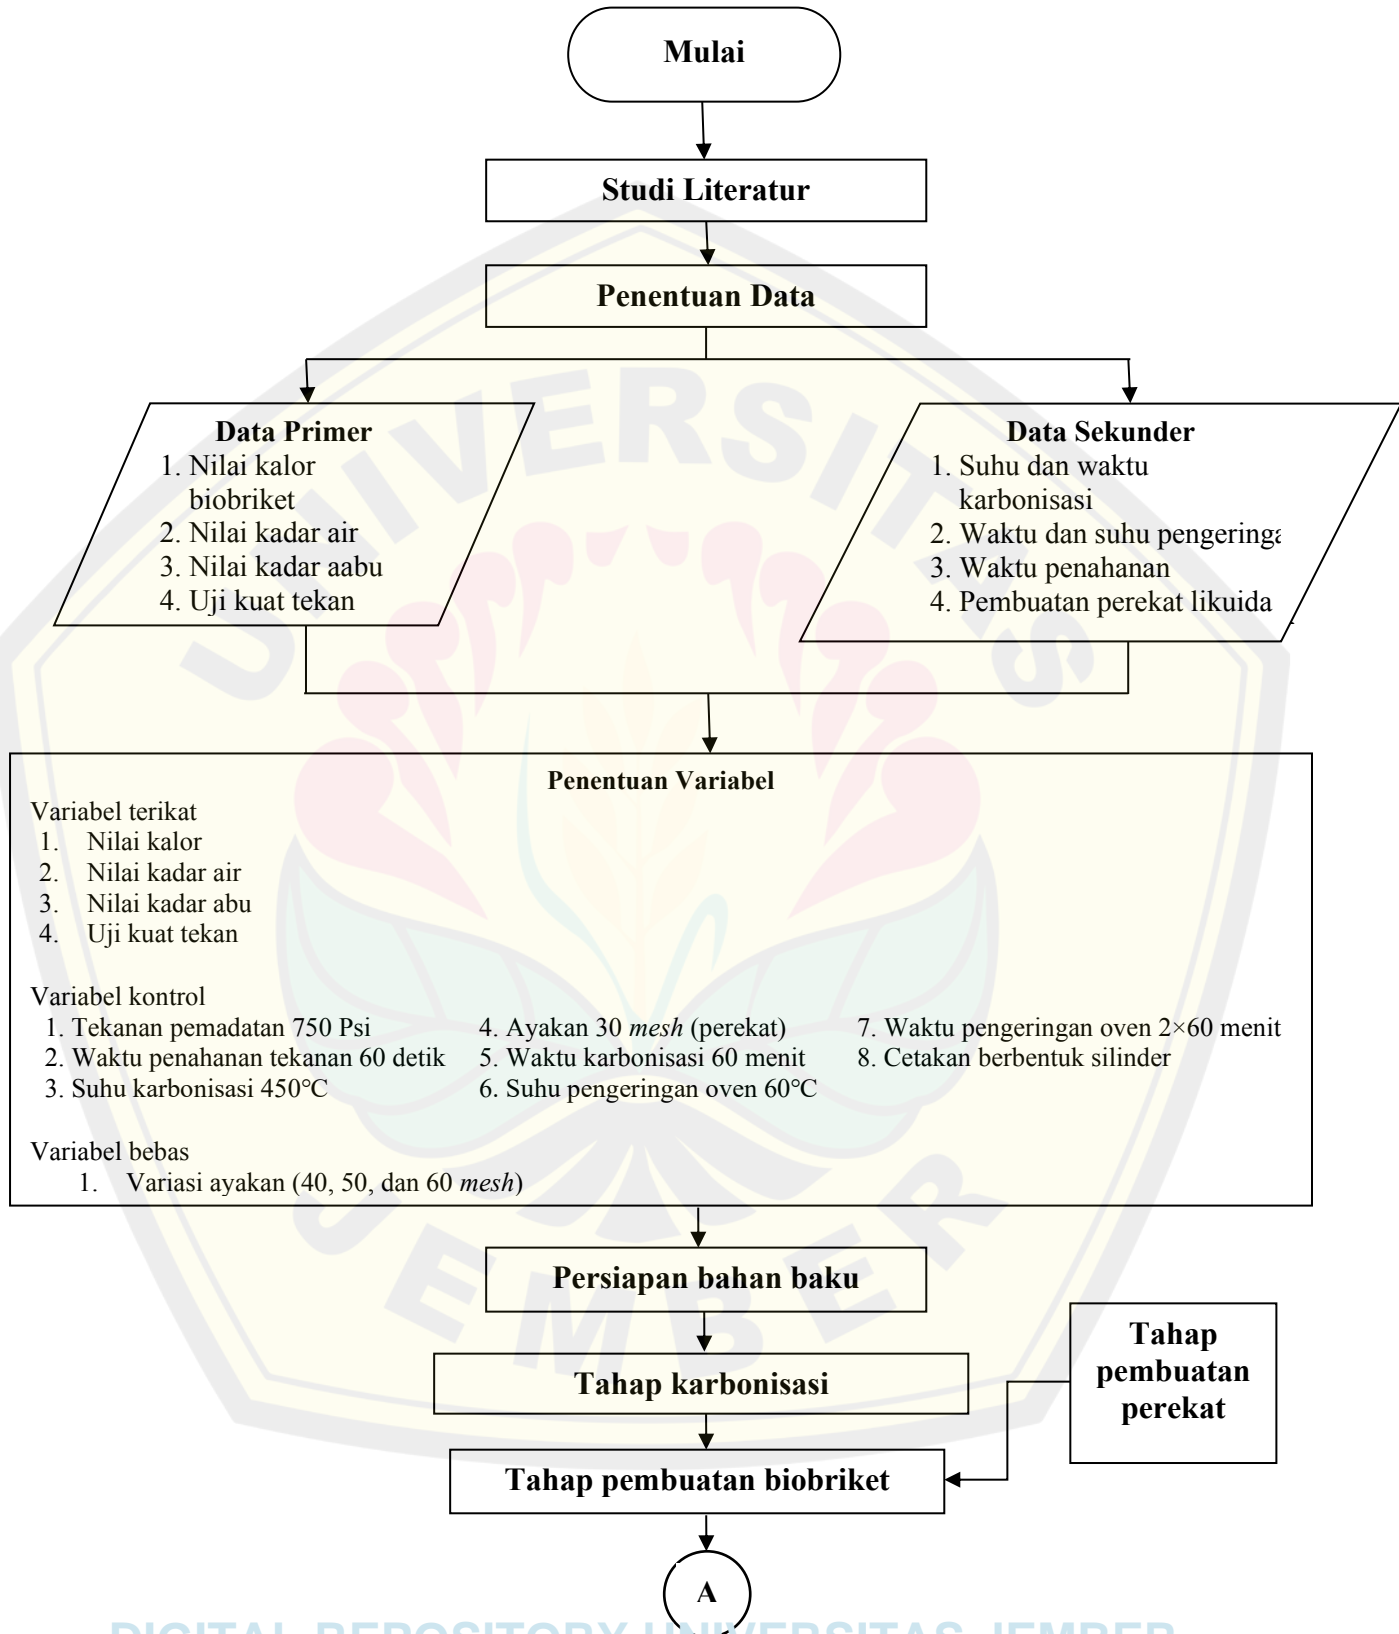 Mulai
Studi Literatur
Penentuan Data
Data Primer
1. Nilai kalor
biobriket
2. Nilai kadar air
3. Nilai kadar aabu
4. Uji kuat tekan
Data Sekunder
1. Suhu dan waktu
karbonisasi
2. Waktu dan suhu pengeringa
3. Waktu penahanan
4. Pembuatan perekat likuida
Penentuan Variabel
Variabel terikat
1. Nilai kalor
2. Nilai kadar air
3. Nilai kadar abu
4. Uji kuat tekan
Variabel kontrol
1. Tekanan pemadatan 750 Psi
2. Waktu penahanan tekanan 60 detik
3. Suhu karbonisasi 450°C
4. Ayakan 30 mesh (perekat)
5. Waktu karbonisasi 60 menit
6. Suhu pengeringan oven 60°C
7. Waktu pengeringan oven 2×60 menit
8. Cetakan berbentuk silinder
Variabel bebas
1. Variasi ayakan (40, 50, dan 60 mesh)
Persiapan bahan baku
Tahap karbonisasi
Tahap
pembuatan
perekat
Tahap pembuatan biobriket
A
UNIVERSITAS
JEMBER
DIGITAL REPOSITORY UNIVERSITAS JEMBER